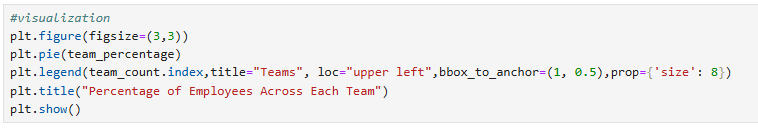 #visualization
plt.figure(figsize=(3,3))
plt.pie(team_percentage)
plt.legend(team_count.index,title="Teams", loc="upper left",bbox_to_anchor=(1, 0.5),prop={'size': 8})
plt.title("Percentage of Employees Across Each Team")
plt.show()